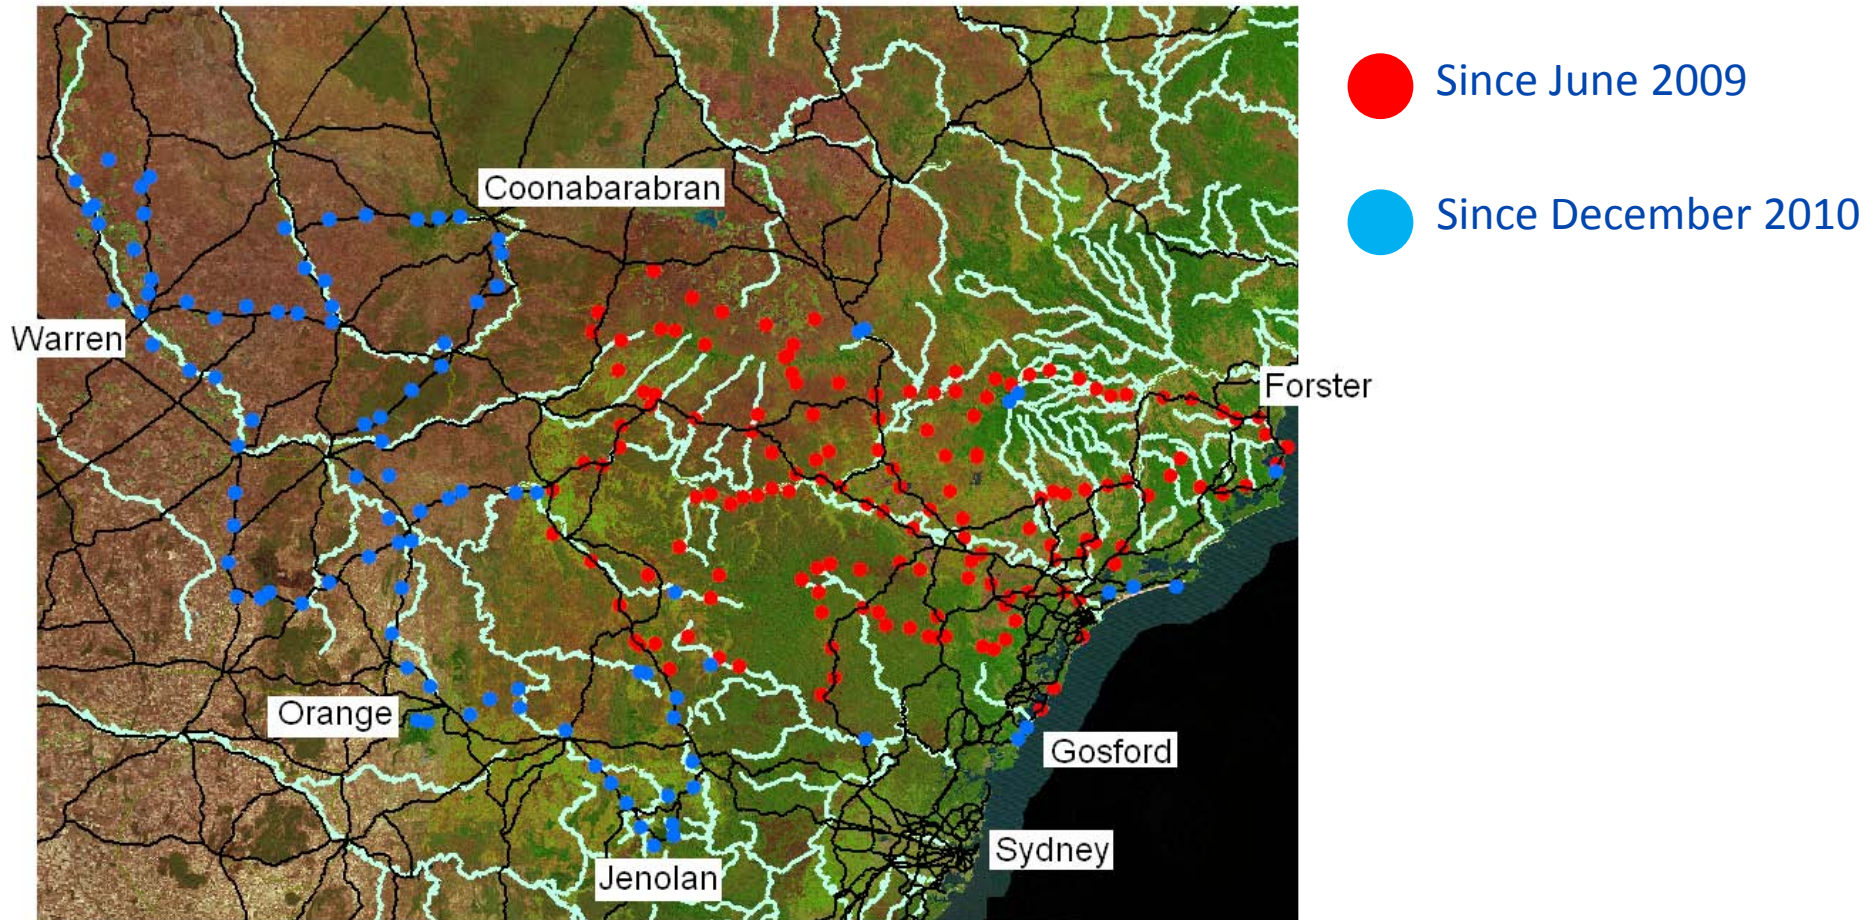 Since June 2009
Coonabarabran
Since December 2010
Warren
Forster
Orange
Gosford
Sydney
Jenolan